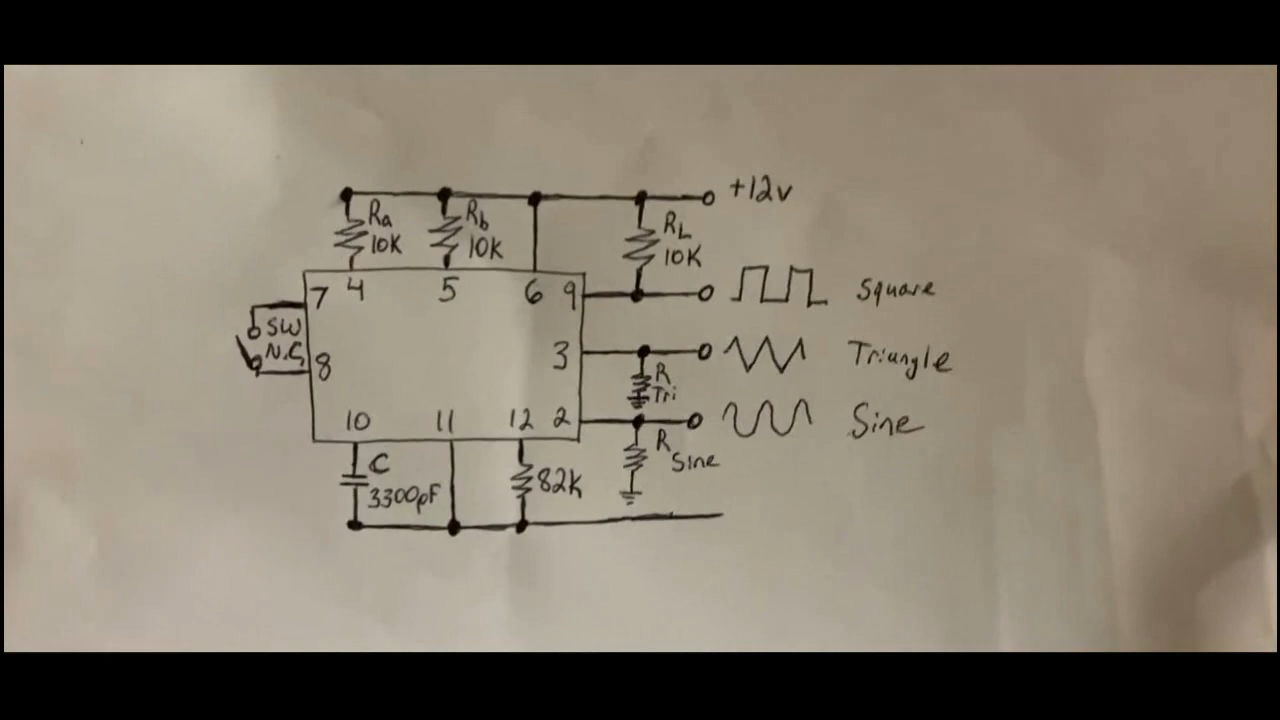 +12v
Ra
10K
Rb
10K
RL
10K
7 4 5 6 9
Square
SW
N.C.
8
3
Triangle
R
Tri
10 11 12 2
Sine
R
Sine
C
3300pF
82K